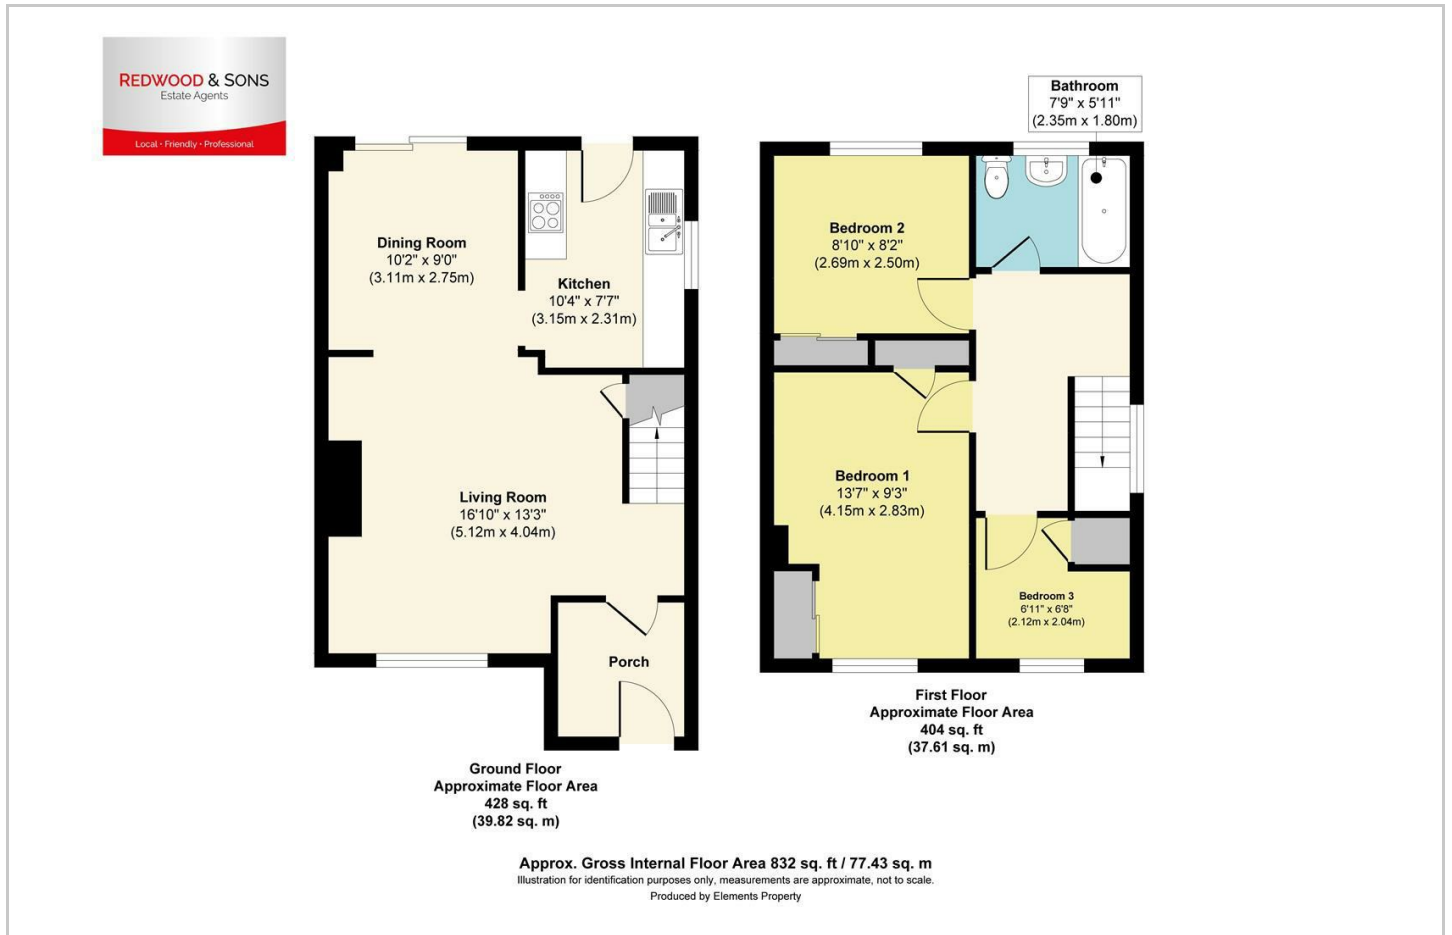 REDWOOD & SONS
Estate Agents
Local • Friendly • Professional
Dining Room
10'2" x 9'0"
(3.11m x 2.75m)
Kitchen
10'4" x 7'7"
(3.15m x 2.31m)
Living Room
16'10" x 13'3"
(5.12m x 4.04m)
Porch
Ground Floor
Approximate Floor Area
428 sq. ft
(39.82 sq. m)
Bathroom
7'9" x 5'11"
(2.35m x 1.80m)
Bedroom 2
8'10" x 8'2"
(2.69m x 2.50m)
Bedroom 1
13'7" x 9'3"
(4.15m x 2.83m)
Bedroom 3
6'11" x 6'8"
(2.12m x 2.04m)
First Floor
Approximate Floor Area
404 sq. ft
(37.61 sq. m)
Approx. Gross Internal Floor Area 832 sq. ft / 77.43 sq. m
Illustration for identification purposes only, measurements are approximate, not to scale.
Produced by Elements Property